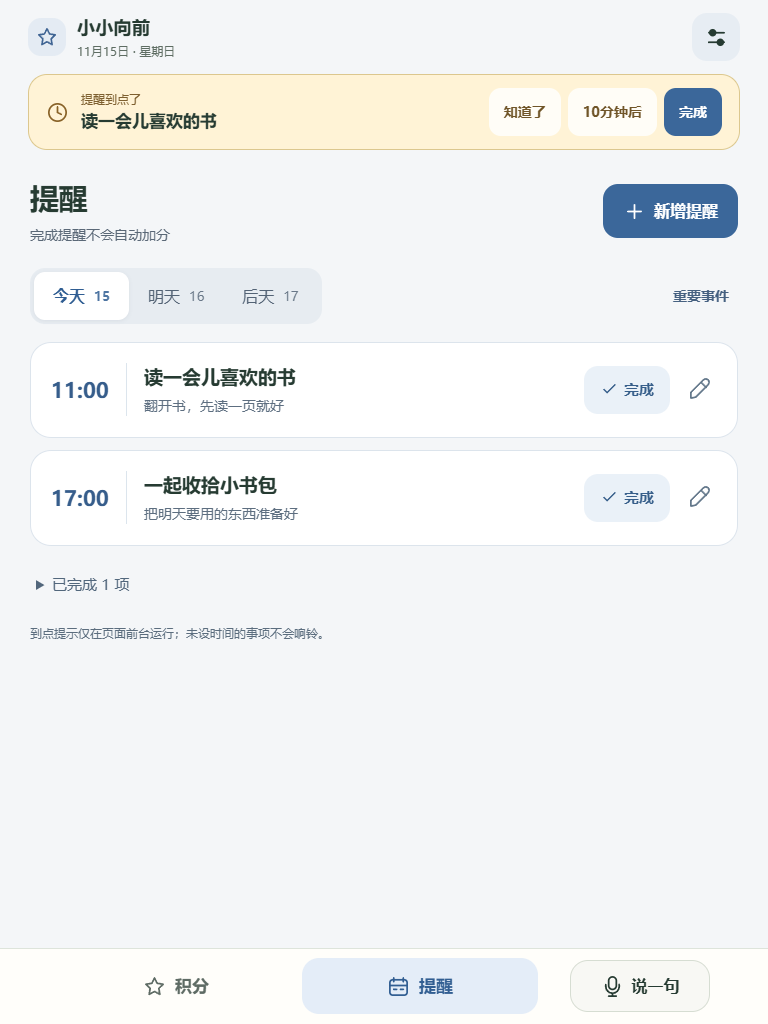 小小向前
11月15日 · 星期日
提醒到点了
读一会儿喜欢的书
知道了
10分钟后
完成
提醒
完成提醒不会自动加分
新增提醒
今天 15
明天 16
后天 17
重要事件
11:00
读一会儿喜欢的书
翻开书，先读一页就好
完成
17:00
一起收拾小书包
把明天要用的东西准备好
完成
已完成 1 项
到点提示仅在页面前台运行；未设时间的事项不会响铃。
积分
提醒
说一句